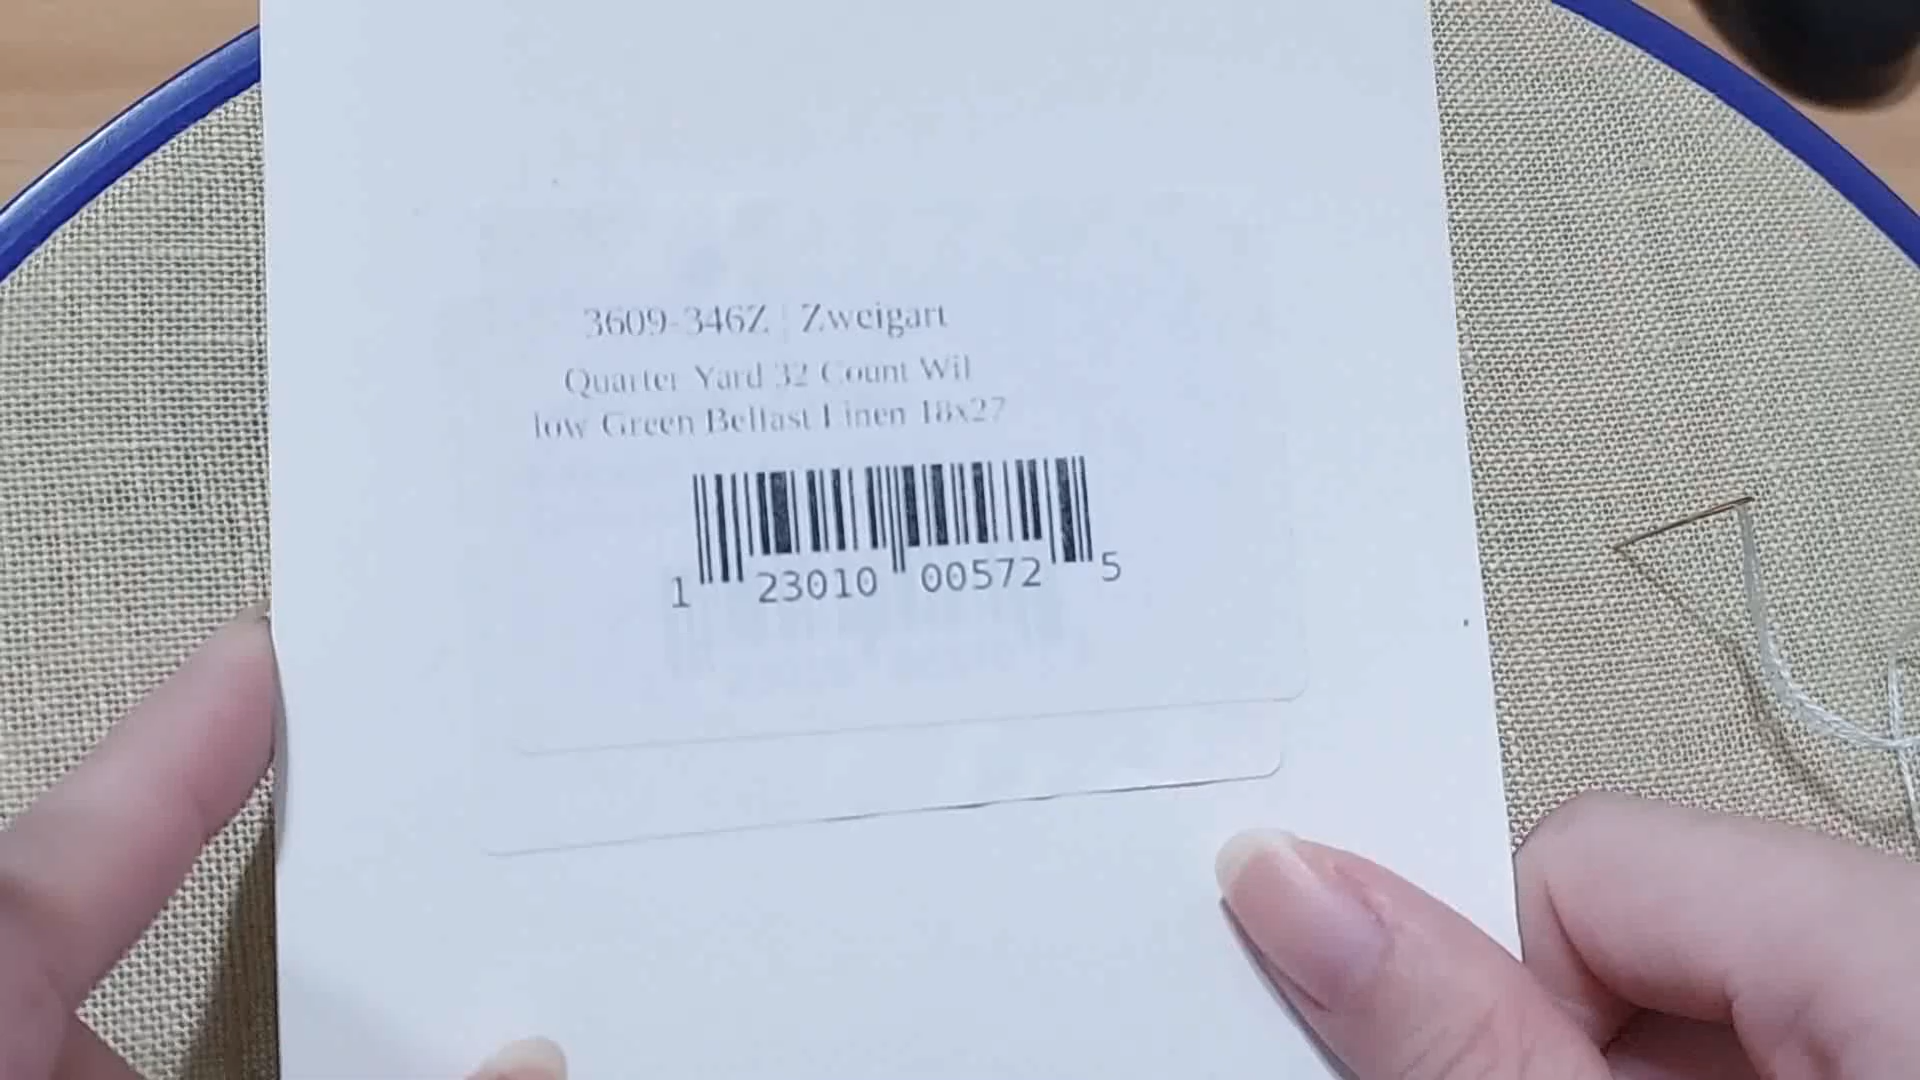 3609-346Z | Zweigart
Quarter Yard 32 Count Wil
low Green Belfast Linen 18x27
1 23010 00572 5